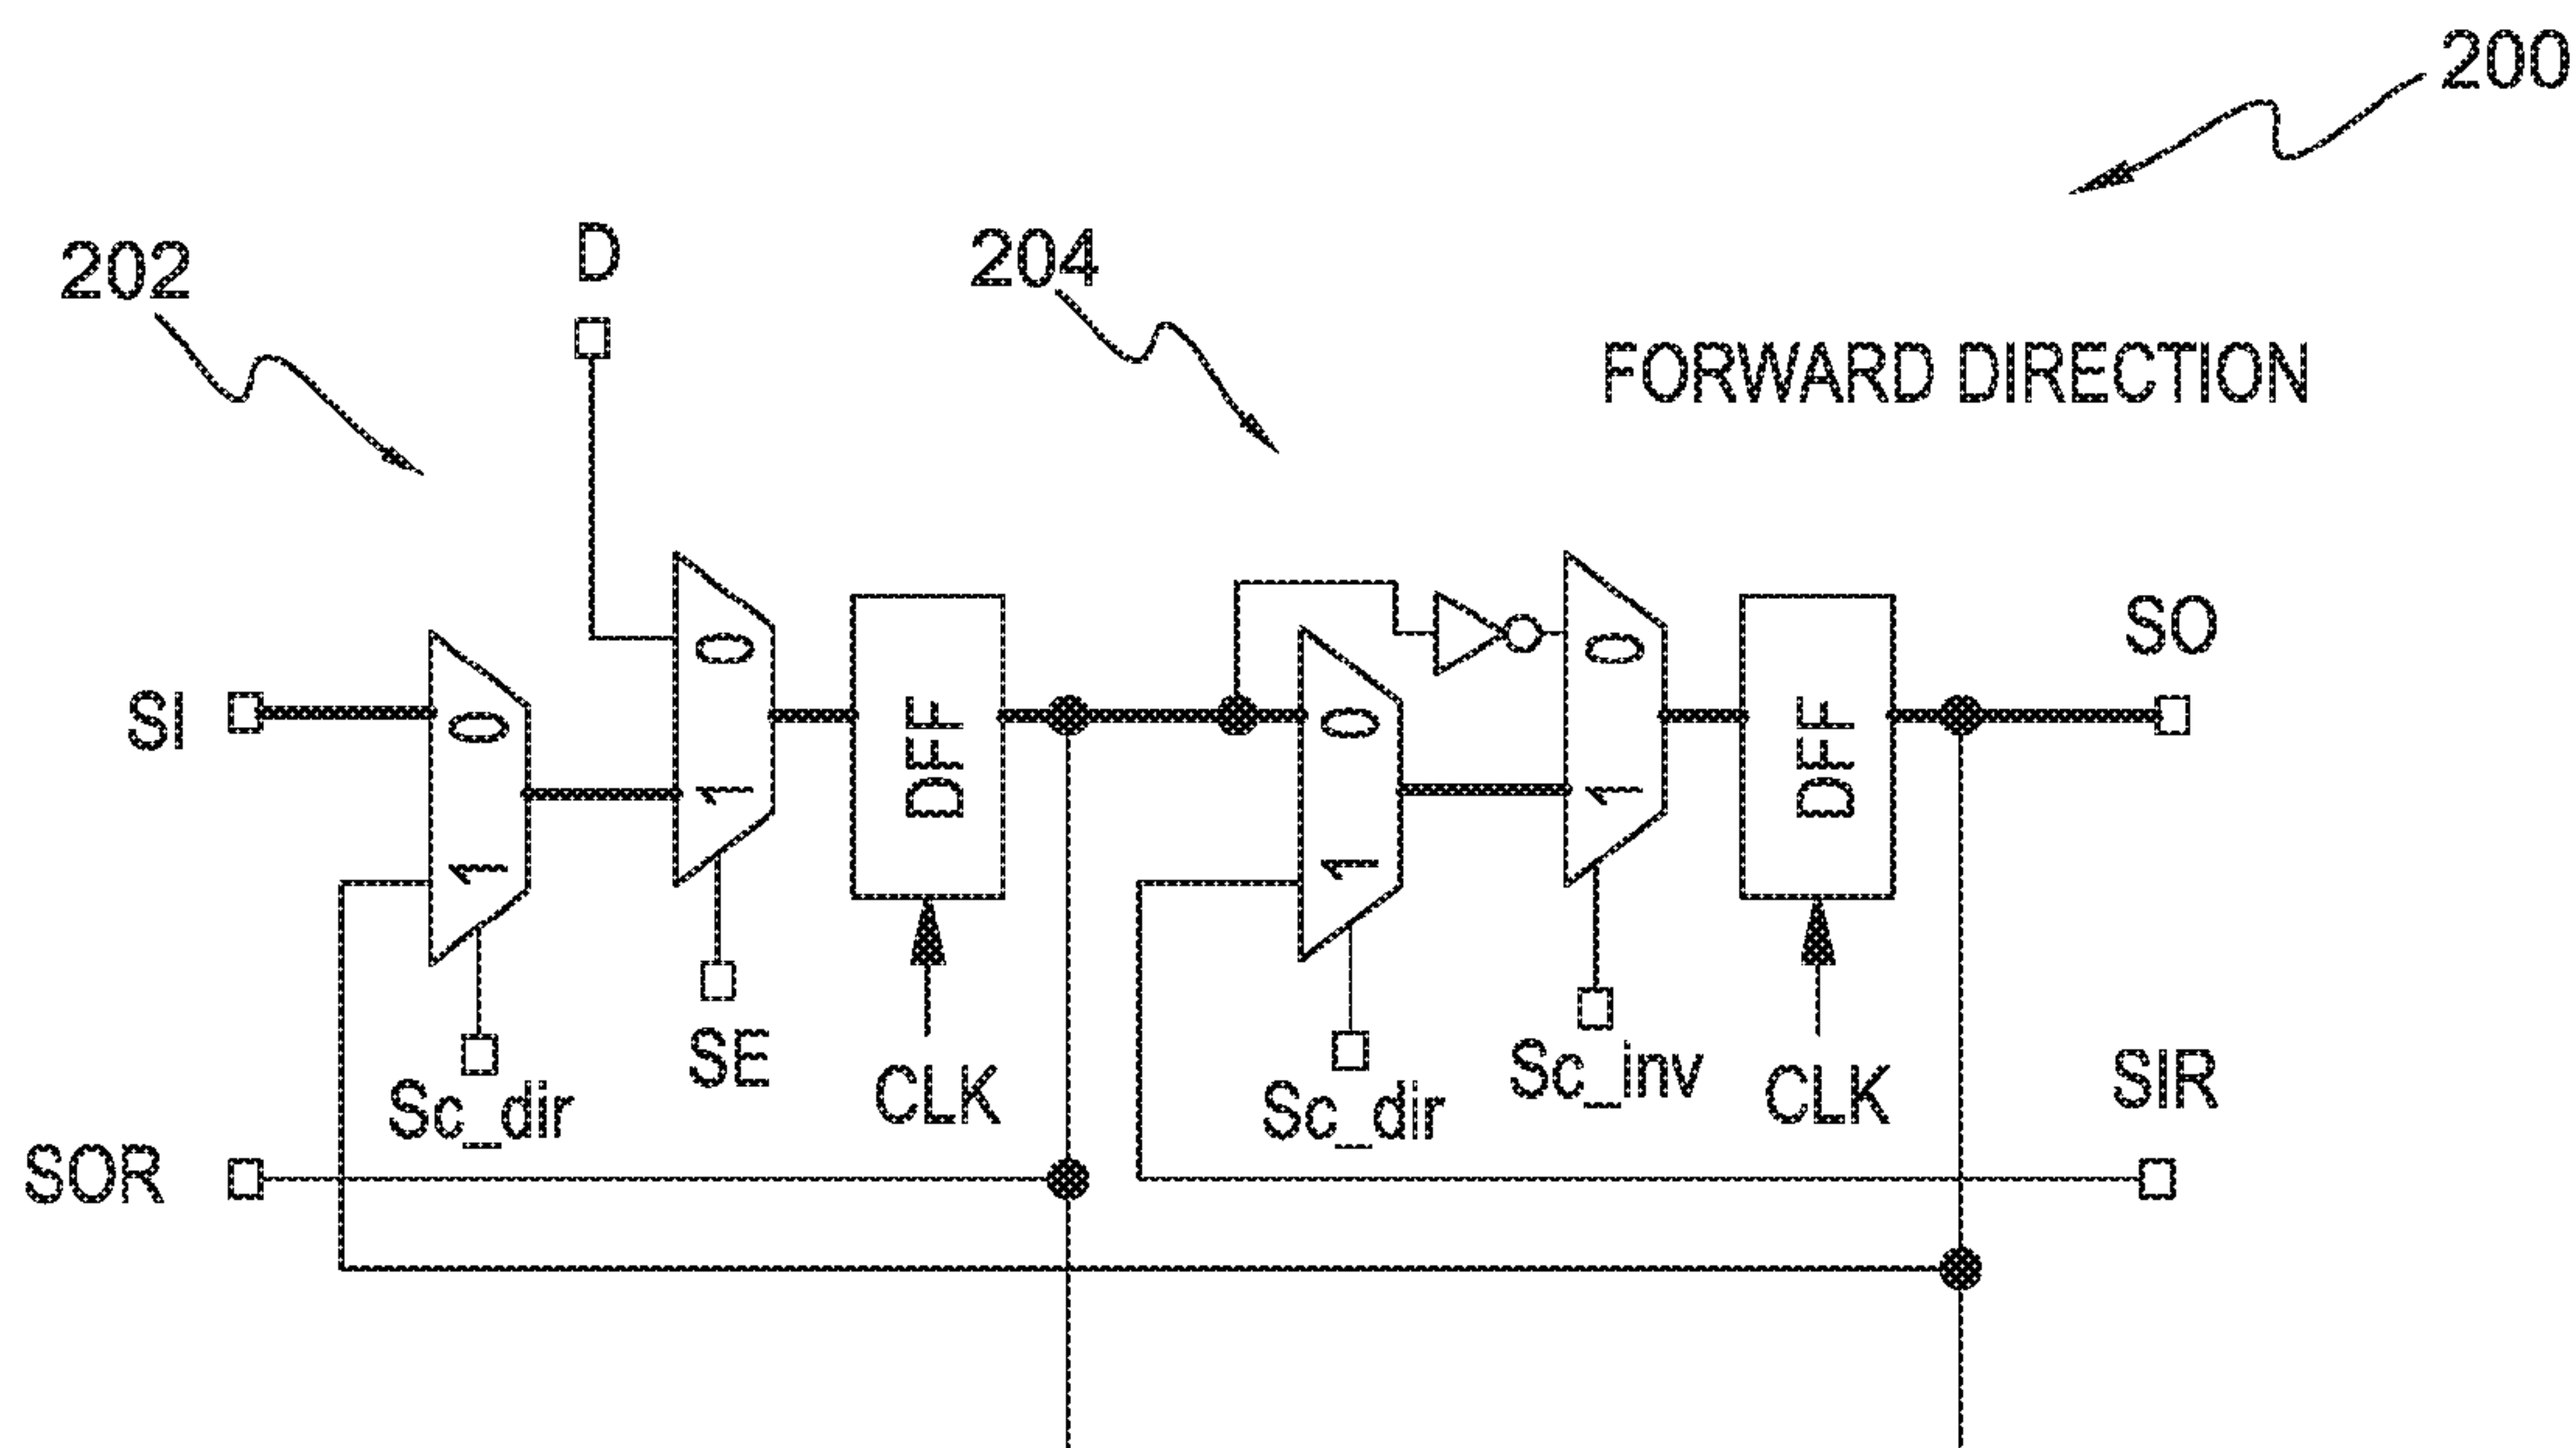 200
202
D
204
FORWARD DIRECTION
SI
0
1
0
1
DFF
0
1
0
1
DFF
SO
Sc_dir
SE
CLK
Sc_dir
Sc_inv
CLK
SIR
SOR